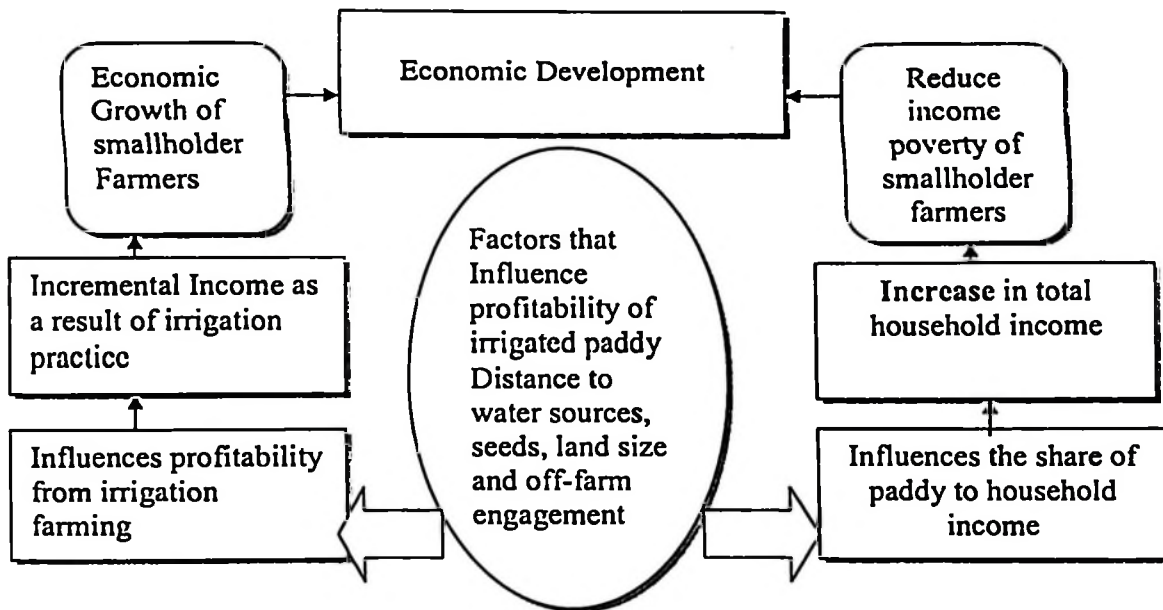 Economic Development
Economic
Growth of
smallholder
Farmers
Reduce
income
poverty of
smallholder
farmers
Factors that
Influence
profitability of
irrigated paddy
Distance to
water sources,
seeds, land size
and off-farm
engagement
Incremental Income as
a result of irrigation
practice
Increase in total
household income
Influences profitability
from irrigation
farming
Influences the share of
paddy to household
income